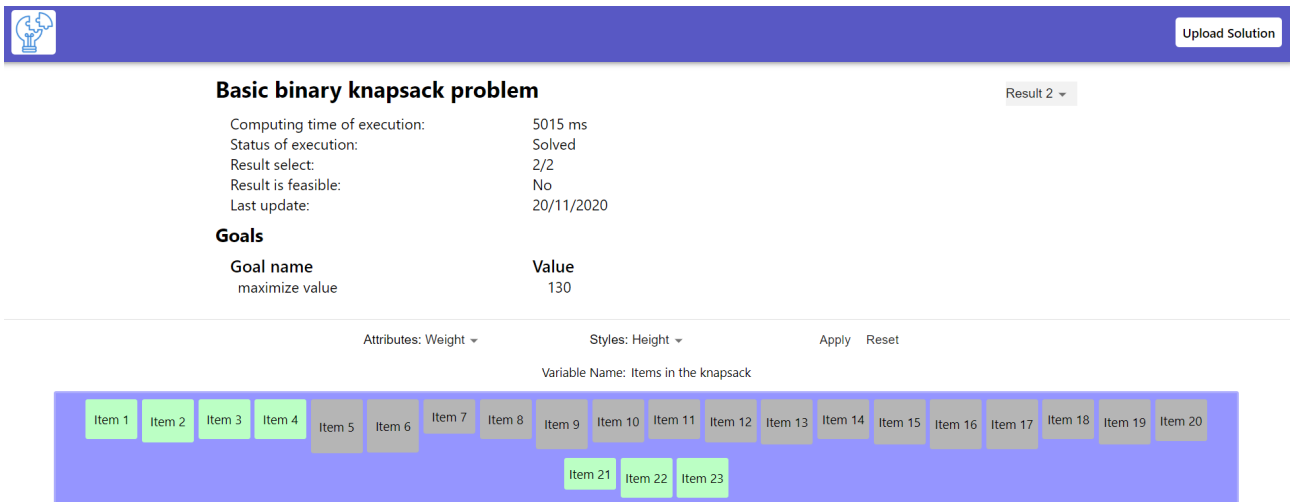 Upload Solution
Basic binary knapsack problem
Result 2
Computing time of execution: 5015 ms
Status of execution: Solved
Result select: 2/2
Result is feasible: No
Last update: 20/11/2020
Goals
Goal name Value
maximize value 130
Attributes: Weight Styles: Height Apply Reset
Variable Name: Items in the knapsack
Item 1 Item 2 Item 3 Item 4 Item 5 Item 6 Item 7 Item 8 Item 9 Item 10 Item 11 Item 12 Item 13 Item 14 Item 15 Item 16 Item 17 Item 18 Item 19 Item 20
Item 21 Item 22 Item 23